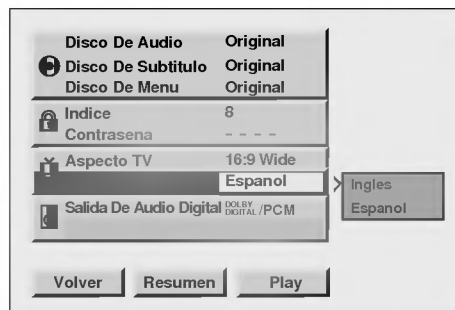 Disco De Audio Original
Disco De Subtitulo Original
Disco De Menu Original
Indice 8
Contrasena - - - -
Aspecto TV 16:9 Wide
Espanol
Ingles
Espanol
Salida De Audio Digital DOLBY DIGITAL /PCM
Volver Resumen Play